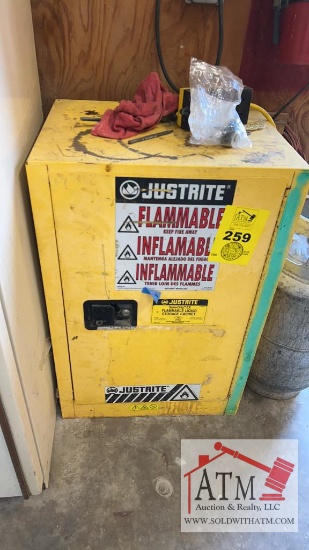 JUSTRITE
FLAMMABLE
KEEP FIRE AWAY
INFLAMABLE
MANTENGA ALEJADO DEL FUEGO
INFLAMMABLE
TENIR LOIN DES FLAMMES
ATM
259
JUSTRITE
FLAMMABLE LIQUID
STORAGE CABINET
JUSTRITE
ATM
Auction & Realty, LLC
WWW.SOLDWITHATM.COM